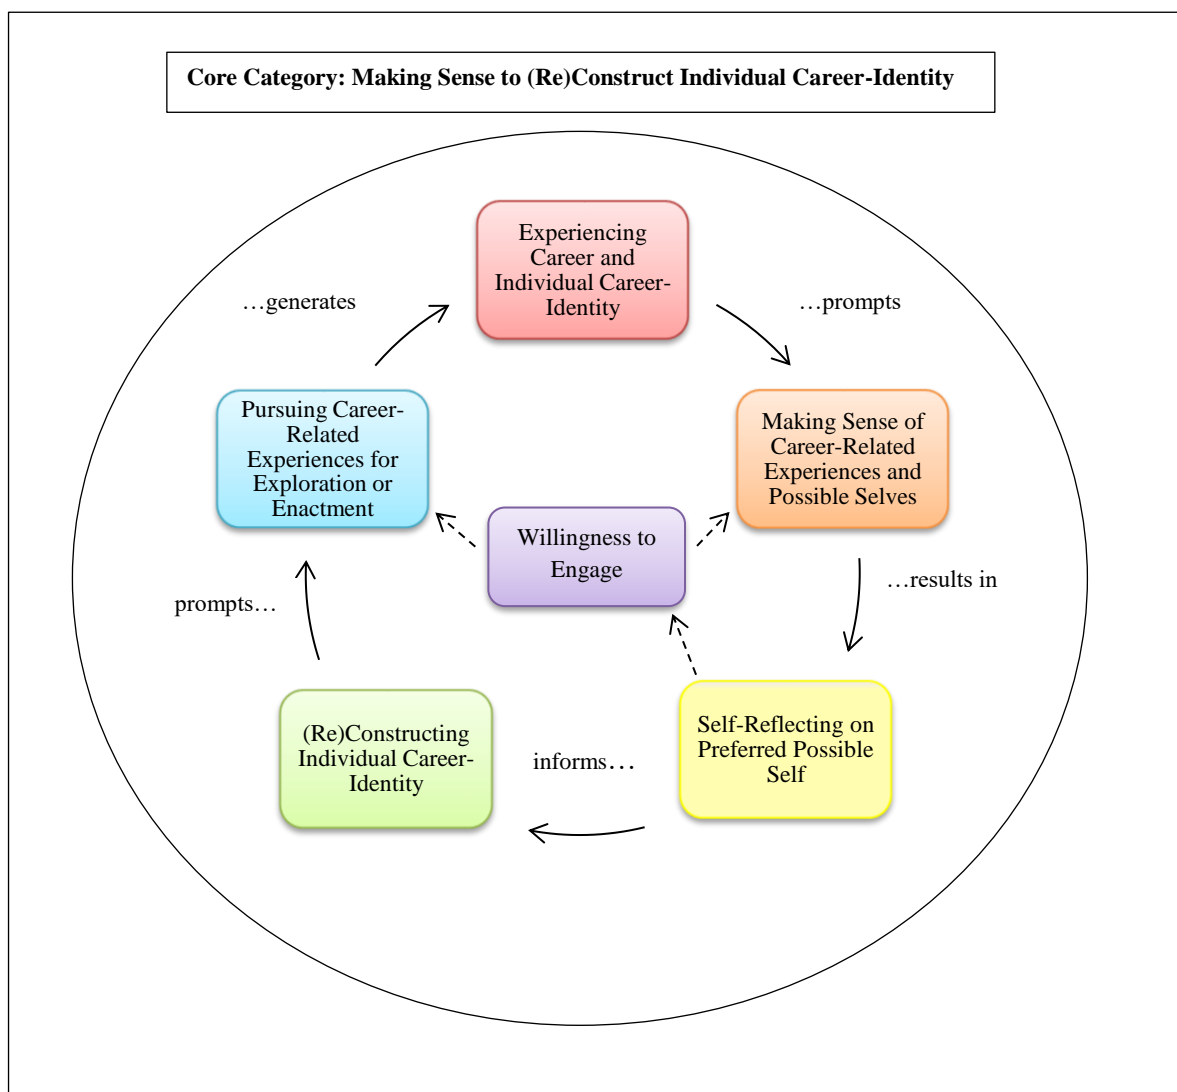 Core Category: Making Sense to (Re)Construct Individual Career-Identity
Experiencing
Career and
Individual Career-
Identity
…generates
…prompts
Pursuing Career-
Related
Experiences for
Exploration or
Enactment
Making Sense of
Career-Related
Experiences and
Possible Selves
Willingness to
Engage
…results in
prompts…
(Re)Constructing
Individual Career-
Identity
informs…
Self-Reflecting on
Preferred Possible
Self